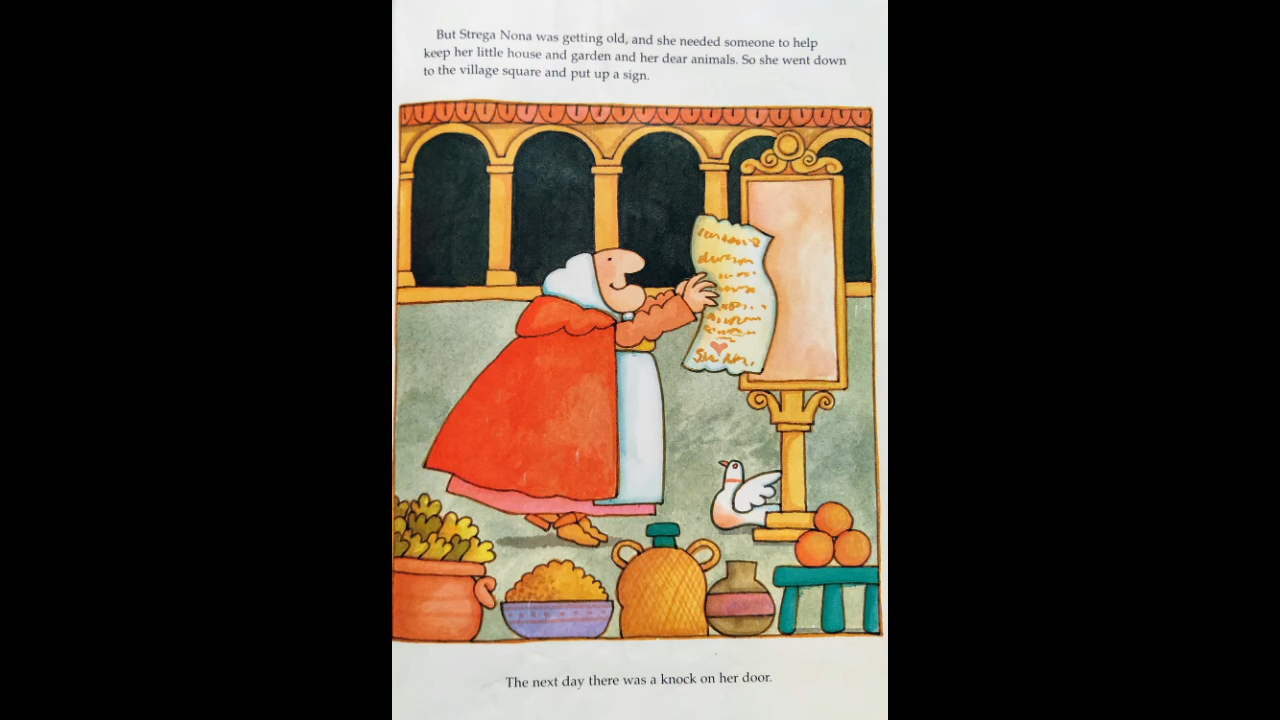 But Strega Nona was getting old, and she needed someone to help
keep her little house and garden and her dear animals. So she went down
to the village square and put up a sign.
The next day there was a knock on her door.